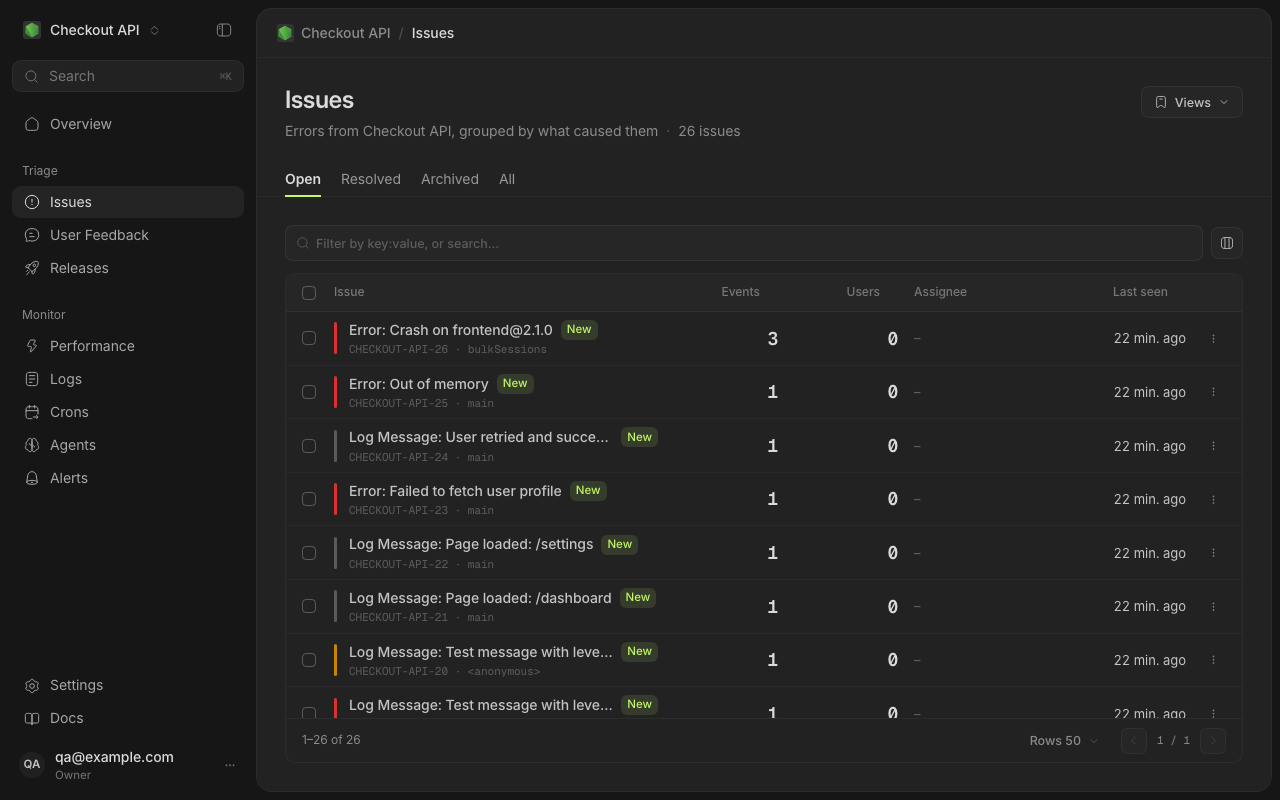 Checkout API
Search ⌘K
Overview
Triage
Issues
User Feedback
Releases
Monitor
Performance
Logs
Crons
Agents
Alerts
Settings
Docs
QA
qa@example.com
Owner
Checkout API / Issues
Issues
Views
Errors from Checkout API, grouped by what caused them · 26 issues
Open Resolved Archived All
Filter by key:value, or search...
Issue Events Users Assignee Last seen
Error: Crash on frontend@2.1.0 New
CHECKOUT-API-26 · bulkSessions
3 0 – 22 min. ago
Error: Out of memory New
CHECKOUT-API-25 · main
1 0 – 22 min. ago
Log Message: User retried and succe... New
CHECKOUT-API-24 · main
1 0 – 22 min. ago
Error: Failed to fetch user profile New
CHECKOUT-API-23 · main
1 0 – 22 min. ago
Log Message: Page loaded: /settings New
CHECKOUT-API-22 · main
1 0 – 22 min. ago
Log Message: Page loaded: /dashboard New
CHECKOUT-API-21 · main
1 0 – 22 min. ago
Log Message: Test message with leve... New
CHECKOUT-API-20 · <anonymous>
1 0 – 22 min. ago
Log Message: Test message with leve... New
1 0 – 22 min. ago
1–26 of 26
Rows 50
1 / 1